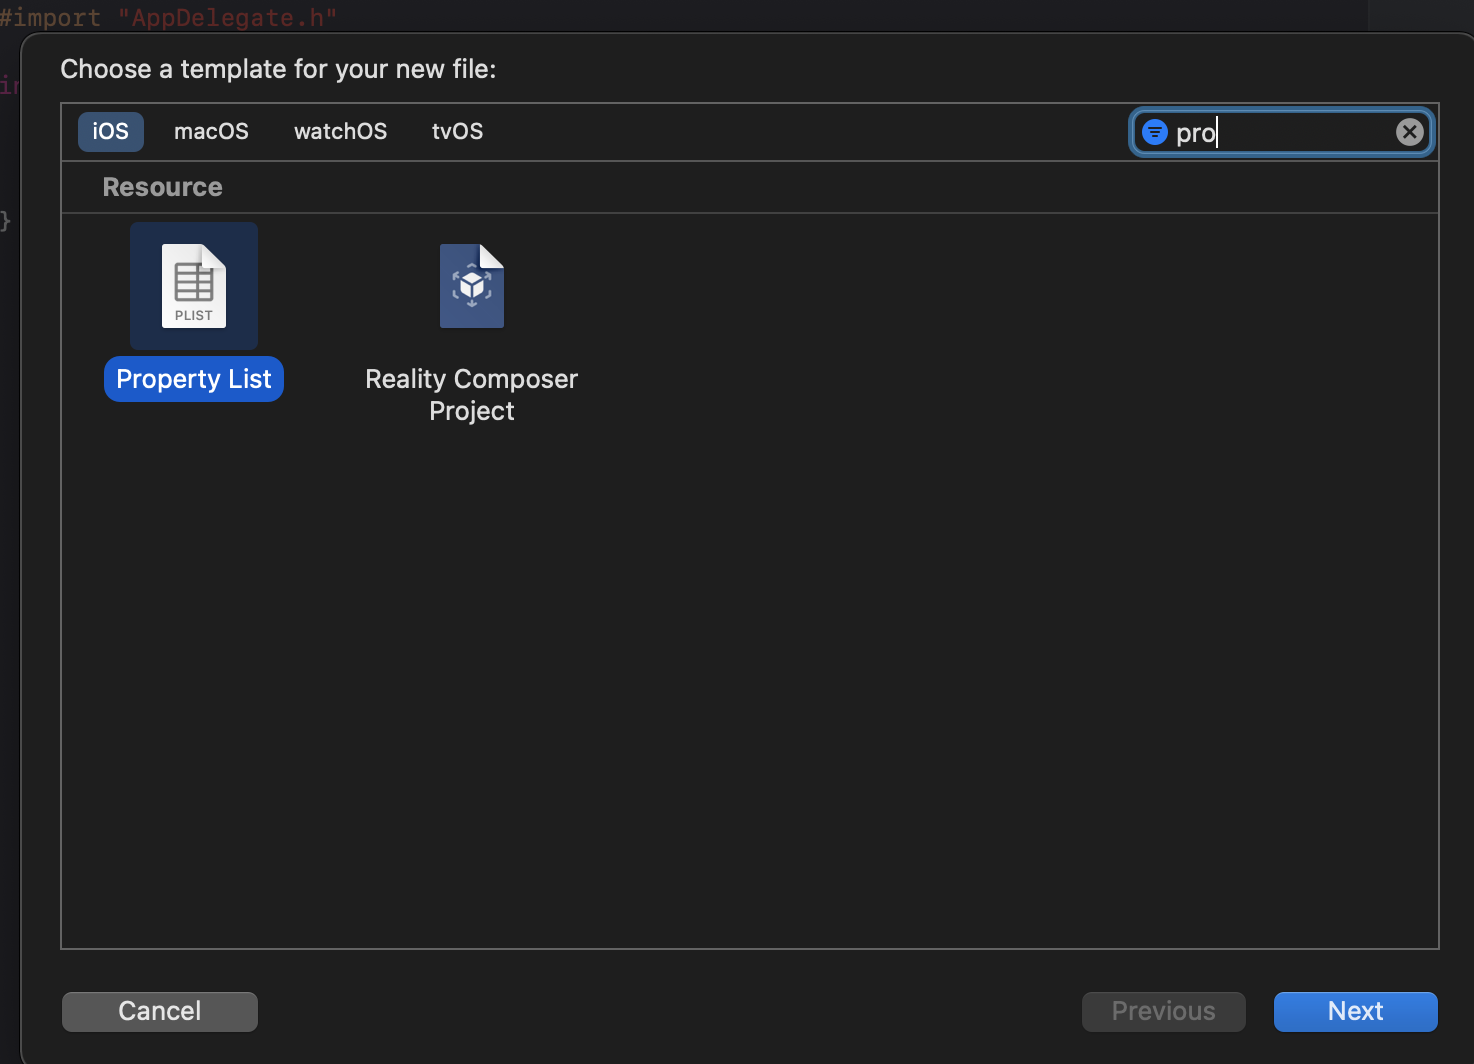 #import "AppDelegate.h"
Choose a template for your new file:
in
iOS macOS watchOS tvOS pro
Resource
}
PLIST
Property List
Reality Composer
Project
Cancel Previous Next